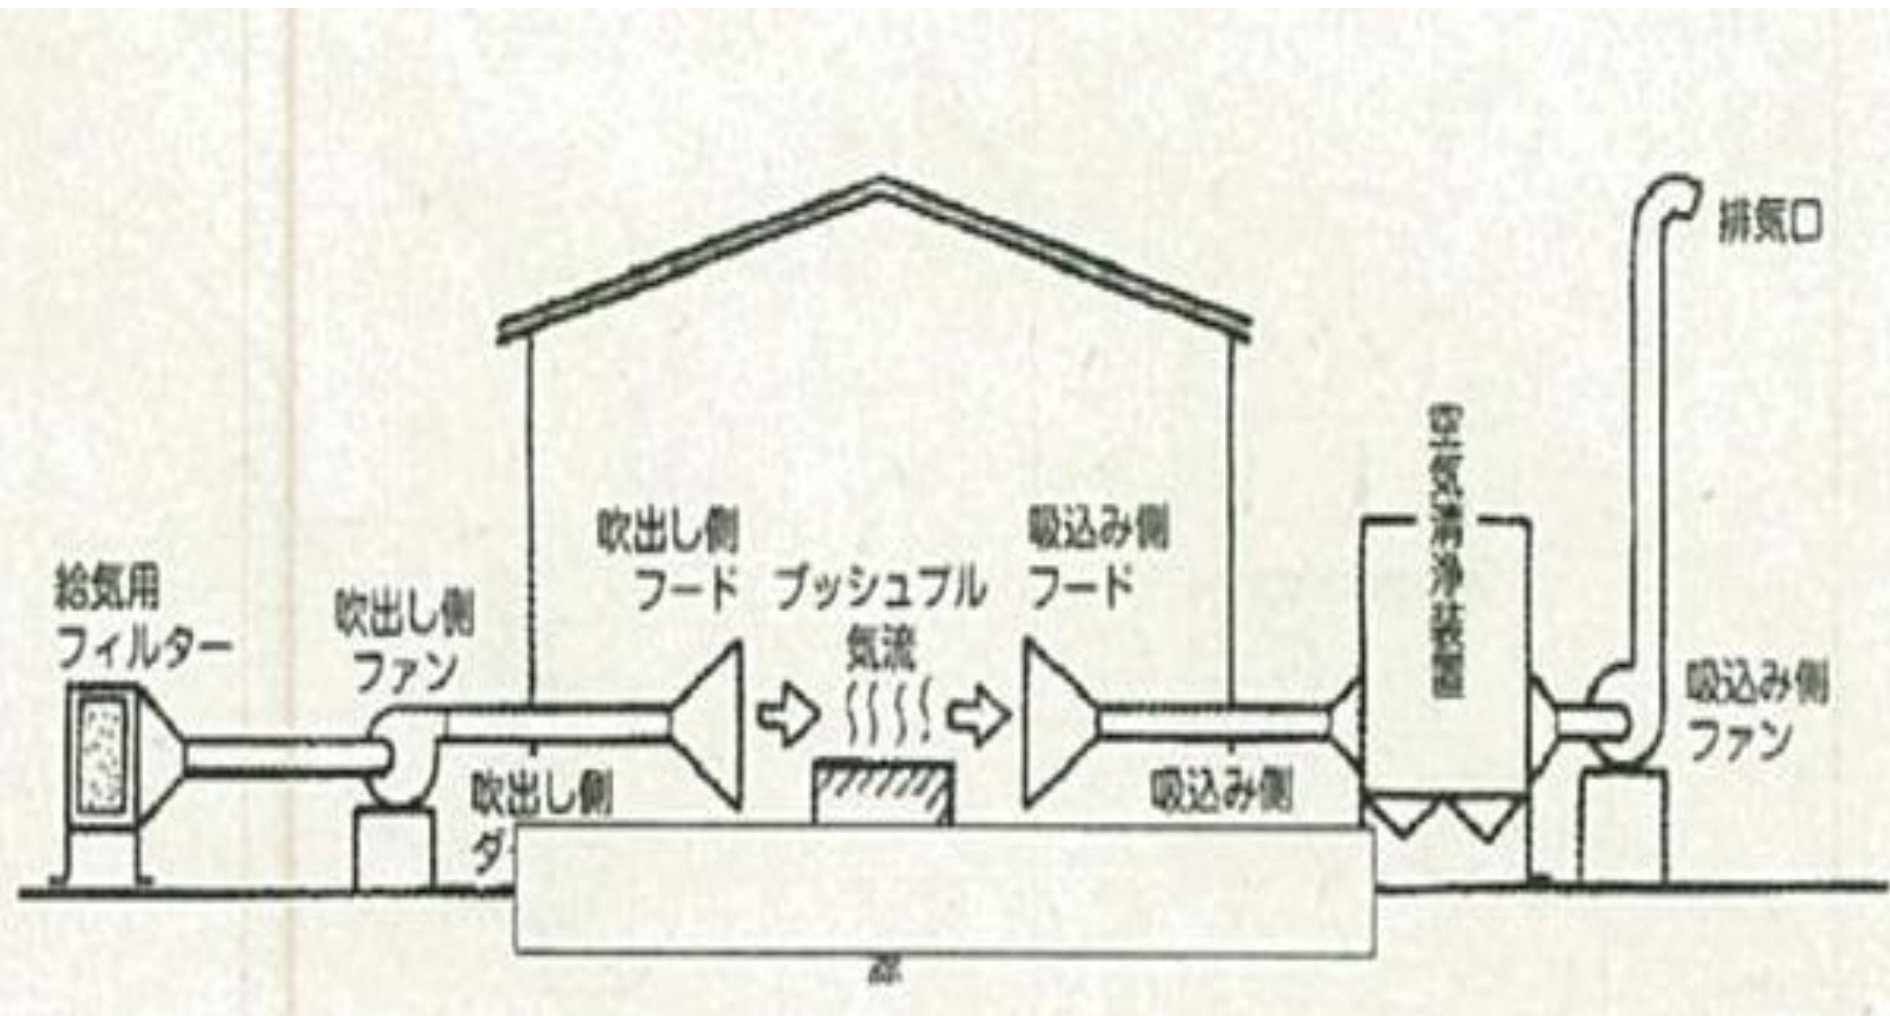 排気口
空気清浄装置
吹出し側
フード
プッシュプル
気流
吸込み側
フード
給気用
フィルター
吹出し側
ファン
吸込み側
ファン
吹出し側
吸込み側